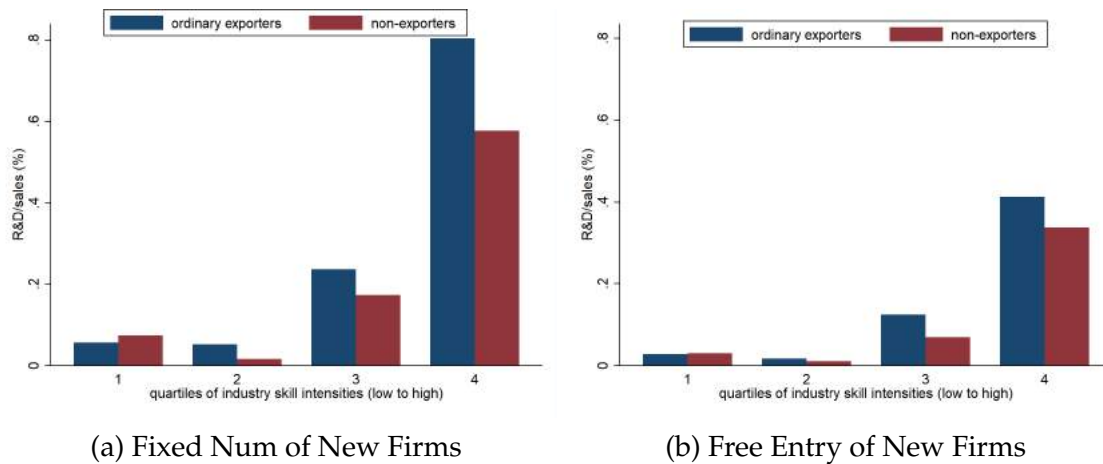 ordinary exporters non-exporters
.8
.6
.4
.2
0
R&D/sales (%)
1 2 3 4
quartiles of industry skill intensities (low to high)
(a) Fixed Num of New Firms
ordinary exporters non-exporters
.8
.6
.4
.2
0
R&D/sales (%)
1 2 3 4
quartiles of industry skill intensities (low to high)
(b) Free Entry of New Firms